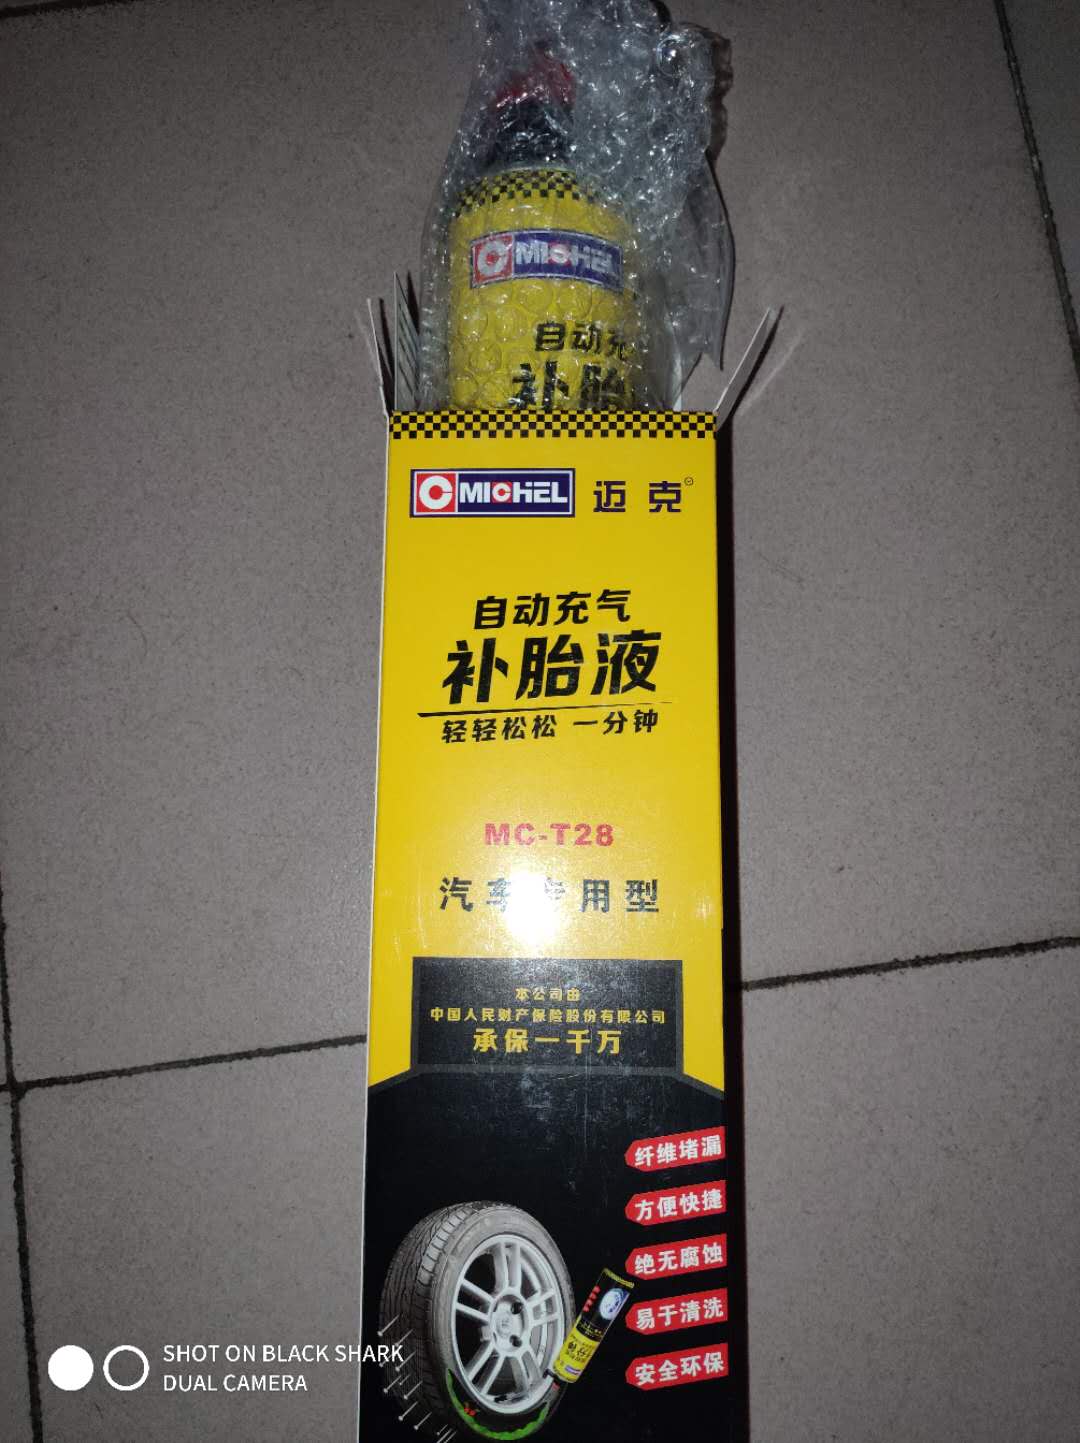 MICHEL
自动充
补胎
MICHEL 迈克
自动充气
补胎液
轻轻松松 一分钟
MC-T28
汽车专用型
本公司由
中国人民财产保险股份有限公司
承保一千万
纤维堵漏
方便快捷
绝无腐蚀
易于清洗
安全环保
SHOT ON BLACK SHARK
DUAL CAMERA